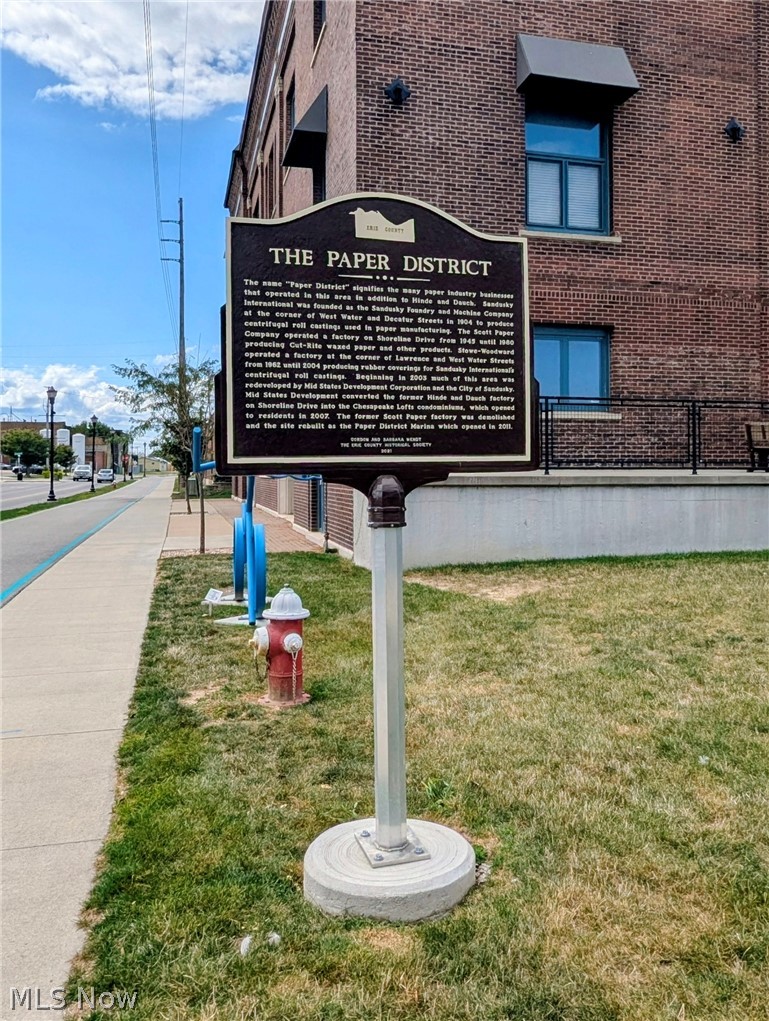 ERIE COUNTY
THE PAPER DISTRICT
The name "Paper District" signifies the many paper industry businesses
that operated in this area in addition to Hinde and Dauch. Sandusky
International was founded as the Sandusky Foundry and Machine Company
at the corner of West Water and Decatur Streets in 1904 to produce
centrifugal roll castings used in paper manufacturing. The Scott Paper
Company operated a factory on Shoreline Drive from 1945 until 1980
producing Cut-Rite waxed paper and other products. Stowe-Woodward
operated a factory at the corner of Lawrence and West Water Streets
from 1962 until 2004 producing rubber coverings for Sandusky International's
centrifugal roll castings. Beginning in 2003 much of this area was
redeveloped by Mid States Development Corporation and the City of Sandusky.
Mid States Development converted the former Hinde and Dauch factory
on Shoreline Drive into the Chesapeake Lofts condominiums, which opened
to residents in 2007. The former Scott Paper factory was demolished
and the site rebuilt as the Paper District Marina which opened in 2011.
GORDON AND BARBARA WENDT
THE ERIE COUNTY HISTORICAL SOCIETY
2021
MLS Now